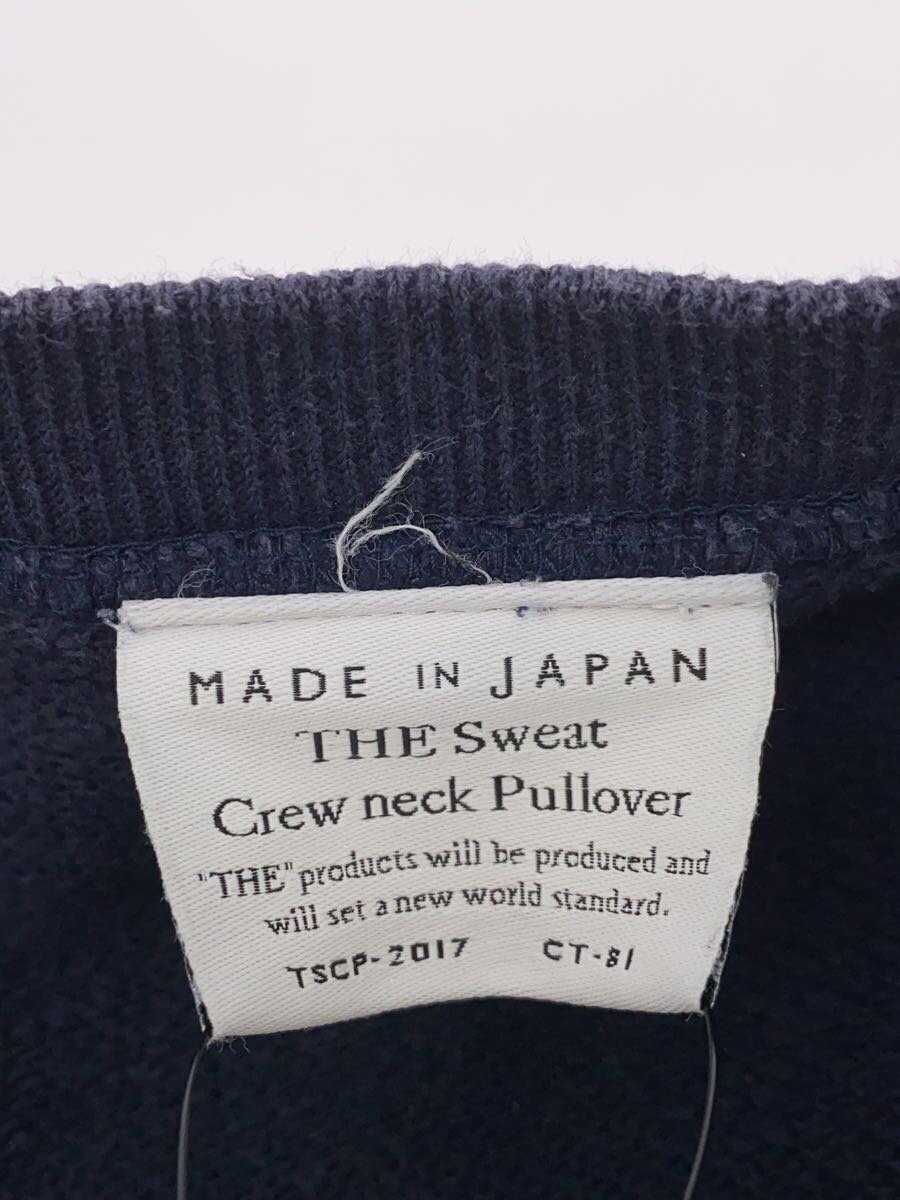 MADE IN JAPAN
THE Sweat
Crew neck Pullover
"THE" products will be produced and
will set a new world standard.
TSCP-2017 CT-81